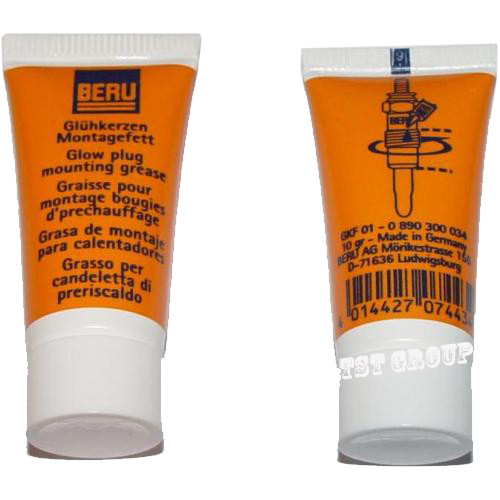 BERU
Glühkerzen
Montagefett
Glow plug
mounting grease
Graisse pour
montage bougies
d'prechauffage
Grasa de montaje
para calentadores
Grasso per
candeletta di
preriscaldo
BERU
GKF 01 - 0 890 300 034
10 gr - Made in Germany
BERU AG Mörikestrasse 155
D-71636 Ludwigsburg
4 014427 07443
TST GROUP